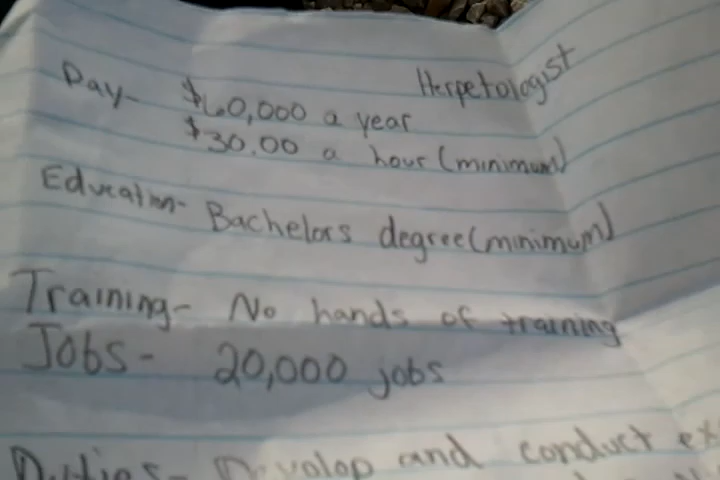 Herpetologist
Pay- $60,000 a year
$30.00 a hour (minimum)
Education- Bachelors degree (minimum)
Training- No hands of training
Jobs- 20,000 jobs
Duties- Develop and conduct